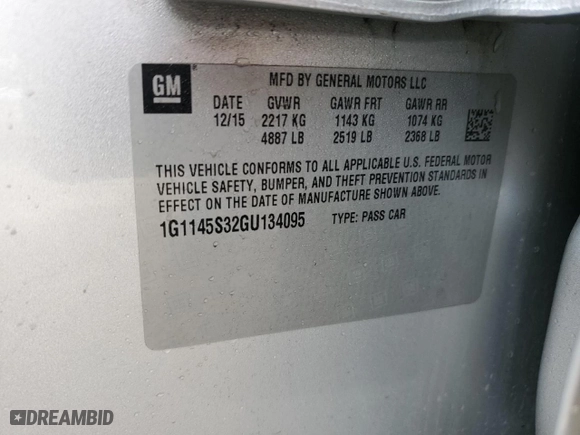 GM MFD BY GENERAL MOTORS LLC
DATE GVWR GAWR FRT GAWR RR
12/15 2217 KG 1143 KG 1074 KG
4887 LB 2519 LB 2368 LB
THIS VEHICLE CONFORMS TO ALL APPLICABLE U.S. FEDERAL MOTOR
VEHICLE SAFETY, BUMPER, AND THEFT PREVENTION STANDARDS IN
EFFECT ON THE DATE OF MANUFACTURE SHOWN ABOVE.
1G1145S32GU134095 TYPE: PASS CAR
DREAMBID